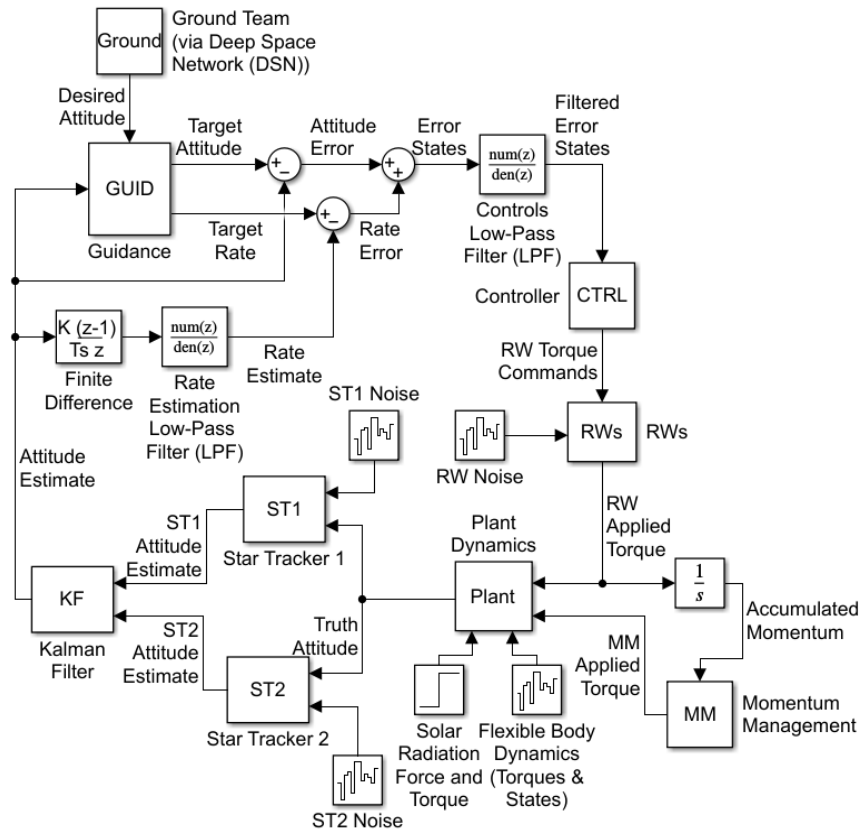 Ground
Ground Team
(via Deep Space
Network (DSN))
Desired
Attitude
Target
Attitude
Attitude
Error
Error
States
Filtered
Error
States
GUID
Guidance
+
−
+
+
num(z)
den(z)
Controls
Low-Pass
Filter (LPF)
+
−
Target
Rate
Rate
Error
Controller
CTRL
K (z-1)
Ts z
Finite
Difference
num(z)
den(z)
Rate
Estimation
Low-Pass
Filter (LPF)
Rate
Estimate
RW Torque
Commands
ST1 Noise
RW Noise
RWs
RWs
Attitude
Estimate
ST1
Attitude
Estimate
ST1
Star Tracker 1
RW
Applied
Torque
Plant
Dynamics
Plant
1
s
Accumulated
Momentum
KF
Kalman
Filter
ST2
Attitude
Estimate
Truth
Attitude
ST2
Star Tracker 2
ST2 Noise
MM
Applied
Torque
MM
Momentum
Management
Solar
Radiation
Force and
Torque
Flexible Body
Dynamics
(Torques &
States)